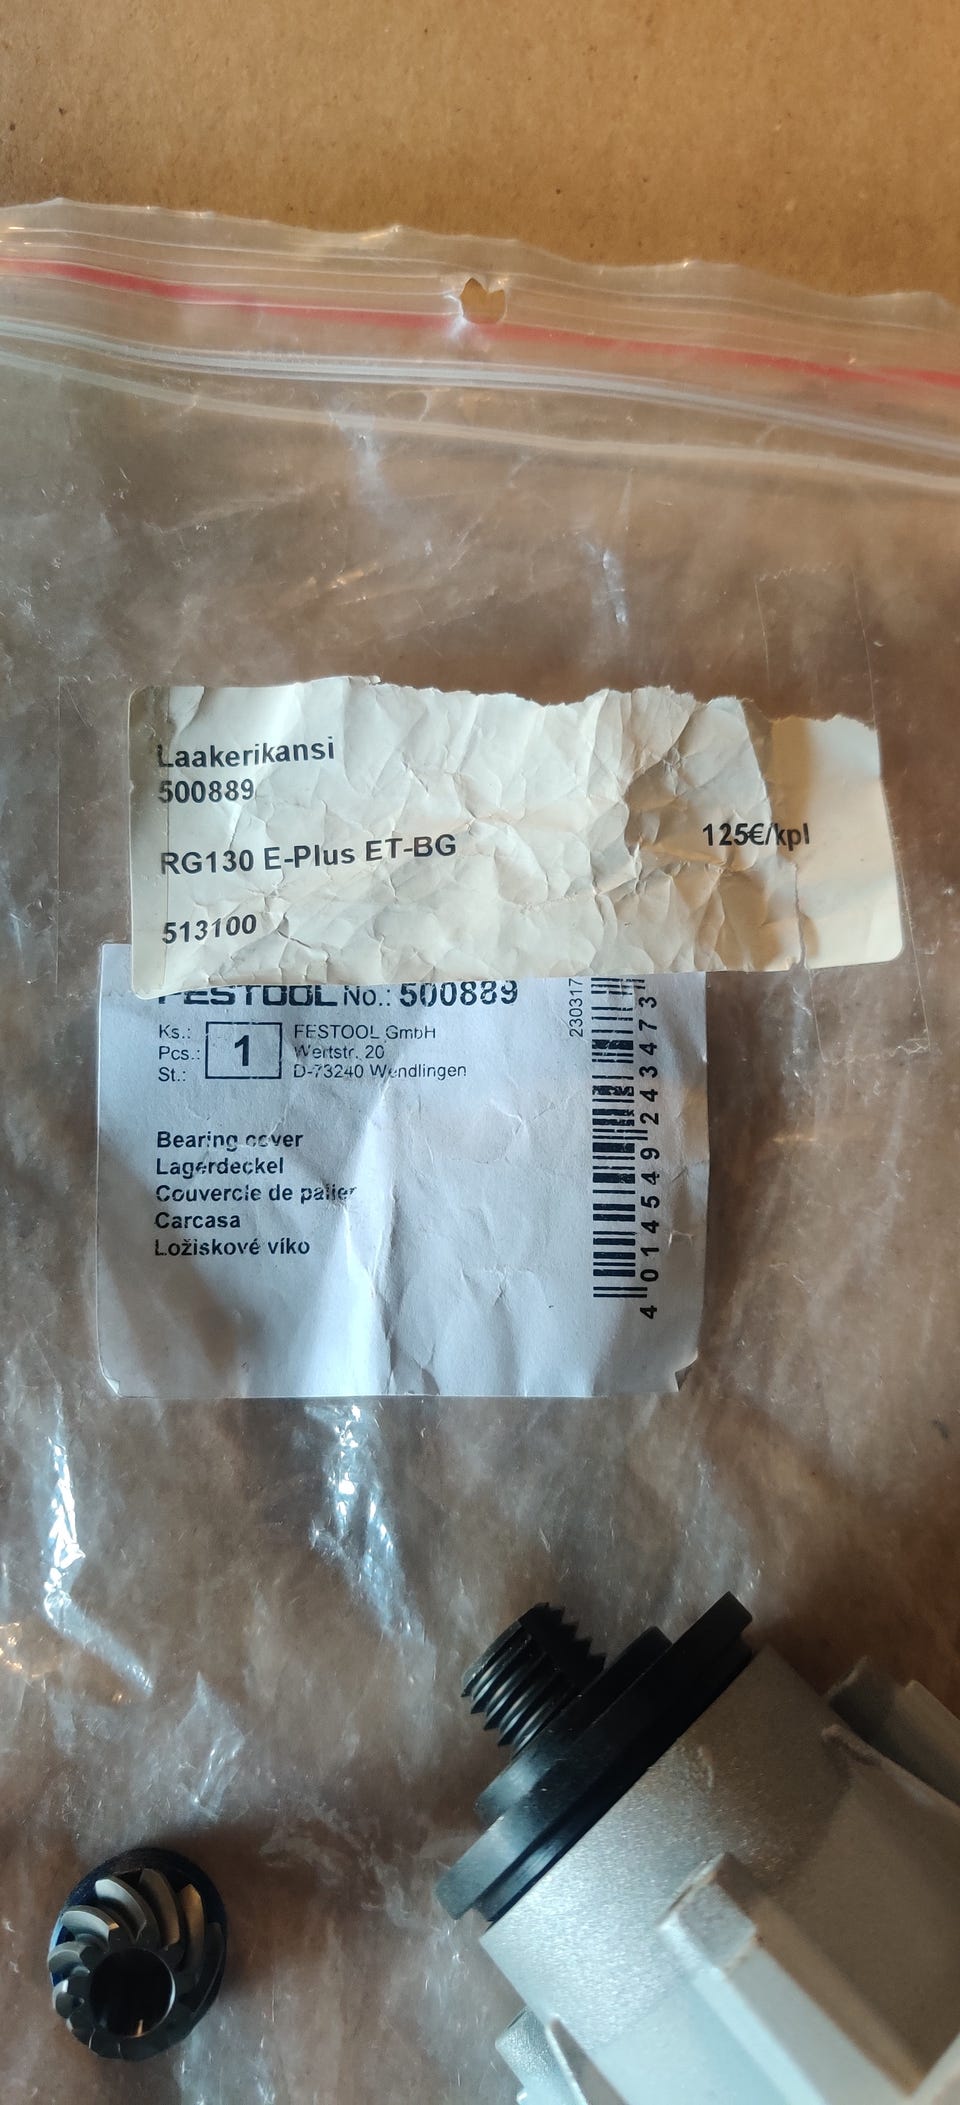 Laakerikansi
500889
RG130 E-Plus ET-BG
125€/kpl
513100
FESTOOL No.: 500889
Ks.:
Pcs.:
St.:
1
FESTOOL GmbH
Wertstr. 20
D-73240 Wendlingen
Bearing cover
Lagerdeckel
Couvercle de palier
Carcasa
Ložiskové víko
230317
4 014549 243473